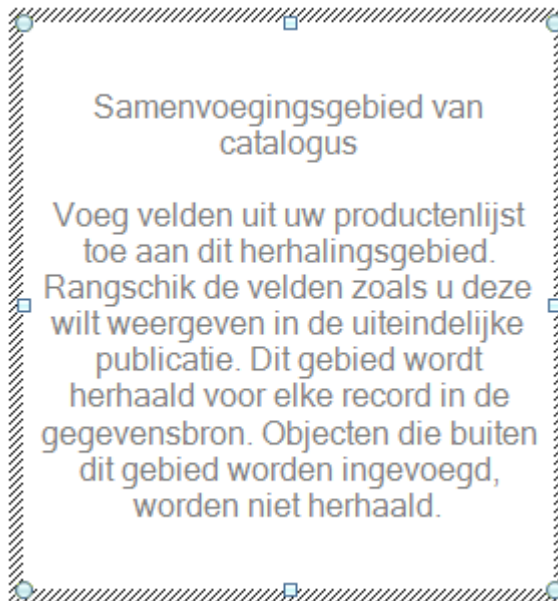 Samenvoegingsgebied van
catalogus
Voeg velden uit uw productenlijst
toe aan dit herhalingsgebied.
Rangschik de velden zoals u deze
wilt weergeven in de uiteindelijke
publicatie. Dit gebied wordt
herhaald voor elke record in de
gegevensbron. Objecten die buiten
dit gebied worden ingevoegd,
worden niet herhaald.